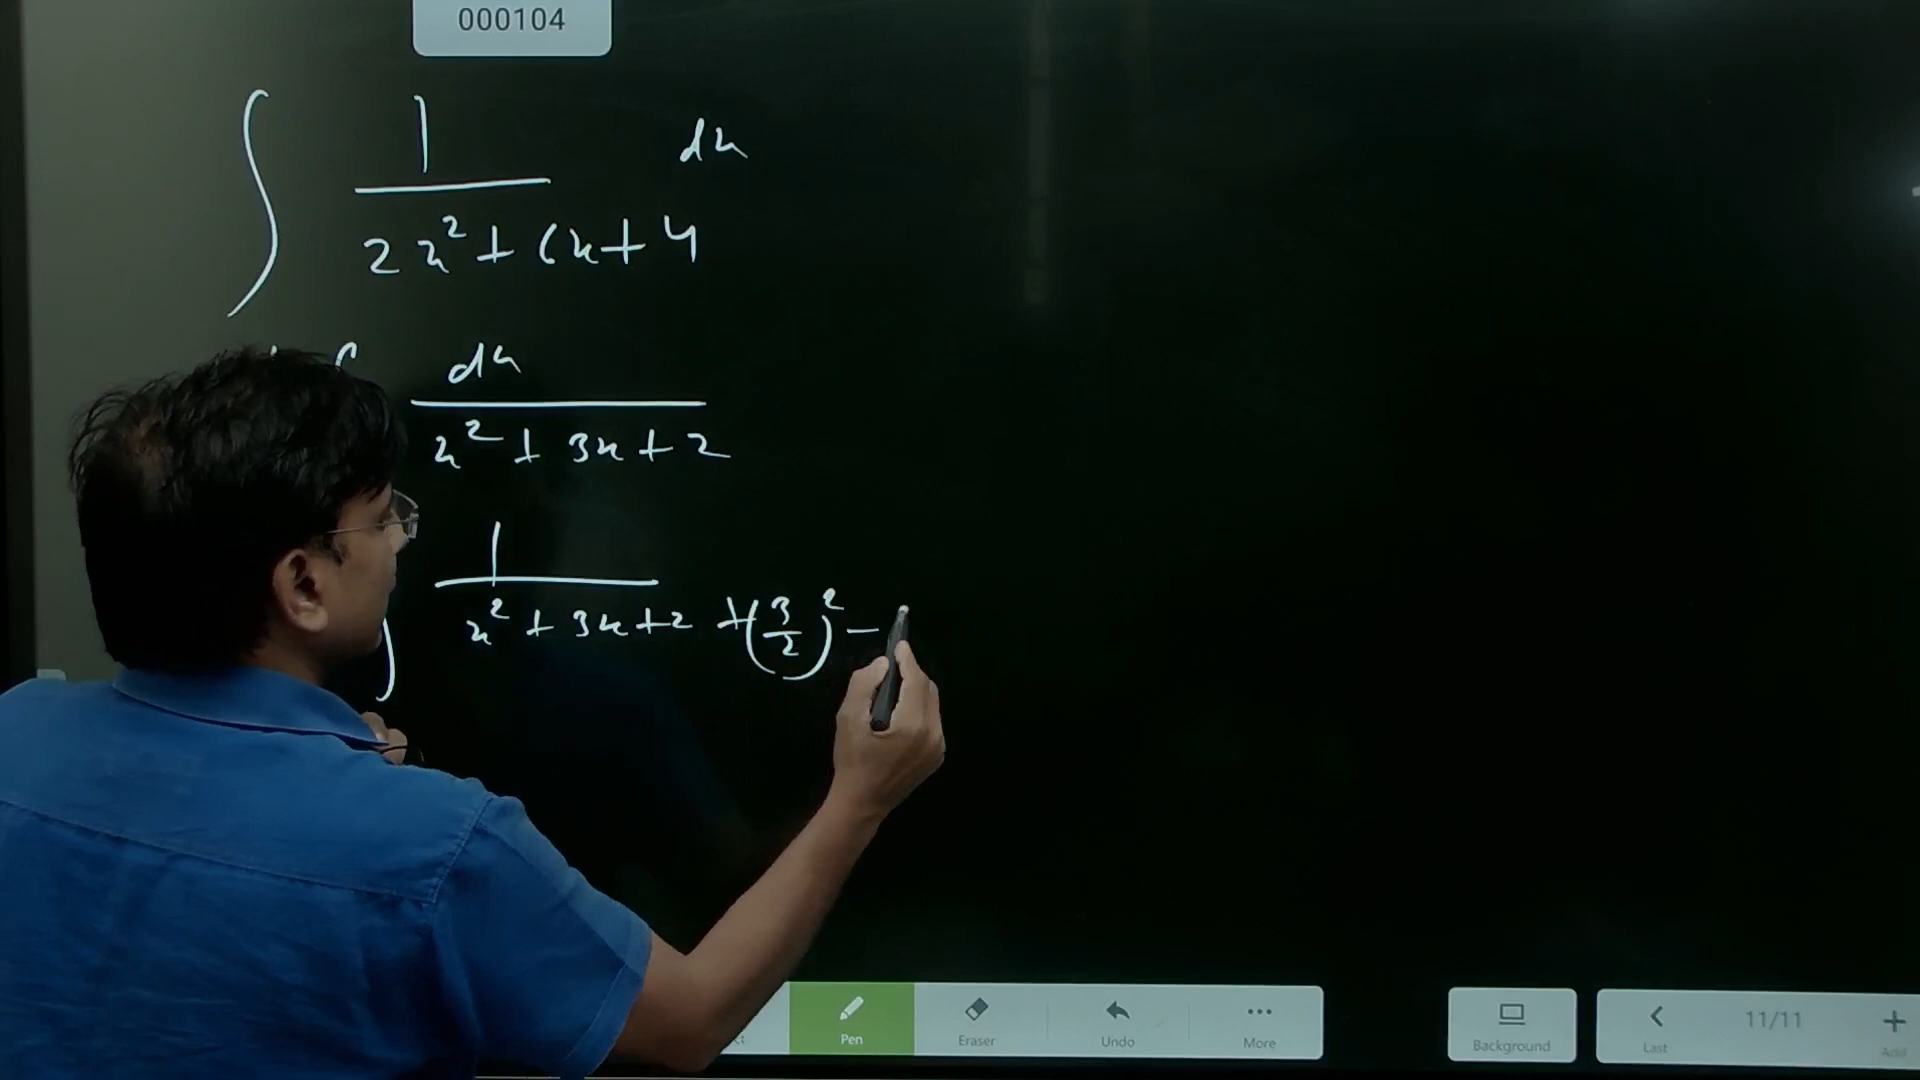 000104
∫ 1 / (2x² + 6x + 4) dx
dx / (x² + 3x + 2)
∫ 1 / (x² + 3x + 2 + (3/2)² −
Pen Eraser Undo More Background Last 11/11 Add